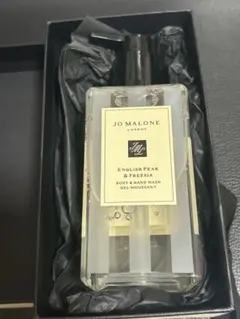 JO MALONE
LONDON
ENGLISH PEAR
& FREESIA
BODY & HAND WASH
GEL MOUSSANT